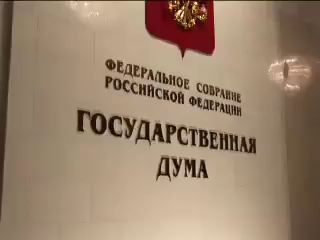 ФЕДЕРАЛЬНОЕ СОБРАНИЕ
РОССИЙСКОЙ ФЕДЕРАЦИИ
ГОСУДАРСТВЕННАЯ
ДУМА